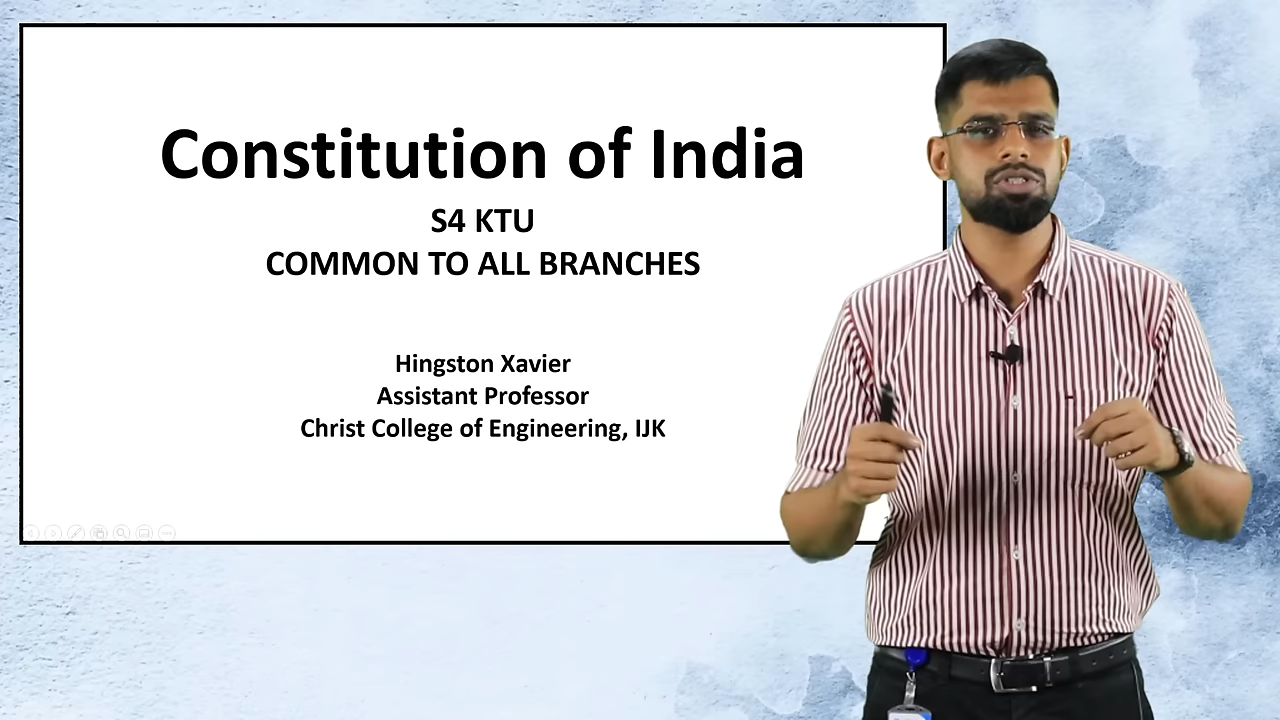 Constitution of India
S4 KTU
COMMON TO ALL BRANCHES
Hingston Xavier
Assistant Professor
Christ College of Engineering, IJK